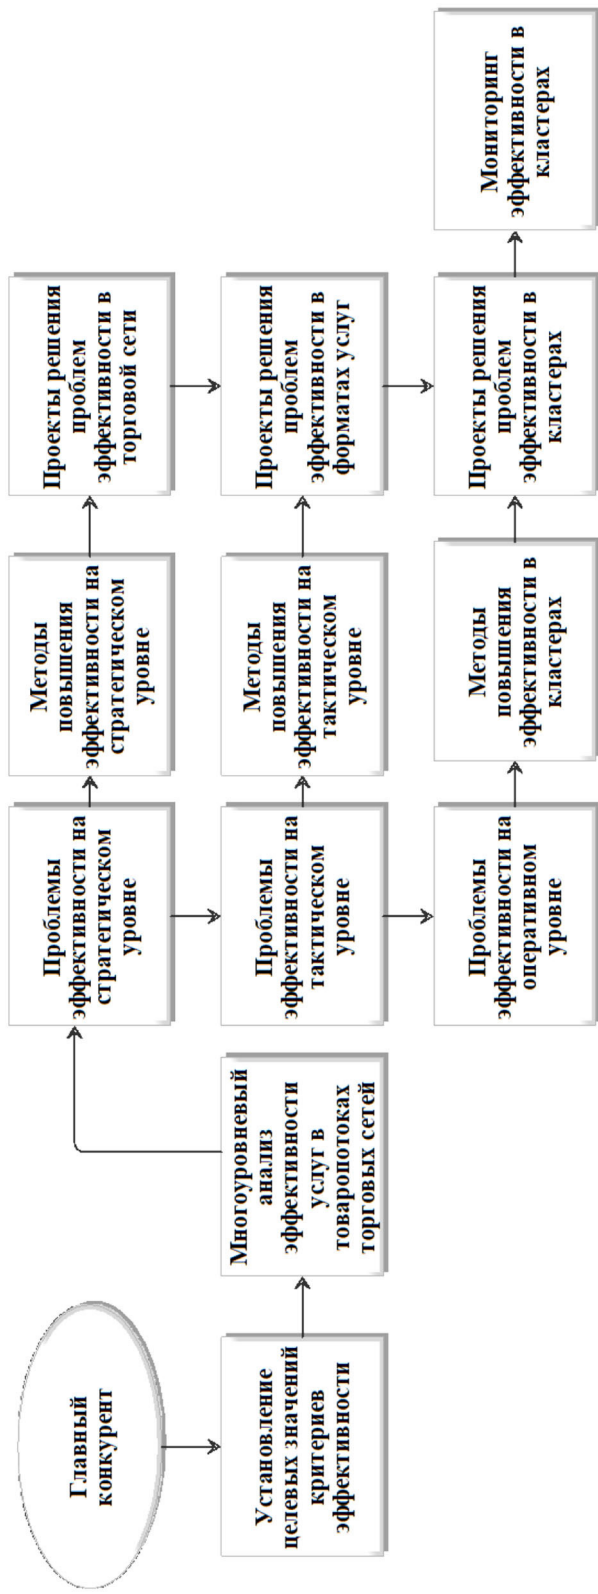 Главный
конкурент
Установление
целевых значений
критериев
эффективности
Многоуровневый
анализ
эффективности
услуг в
товаропотоках
торговых сетей
Проблемы
эффективности на
стратегическом
уровне
Методы
повышения
эффективности на
стратегическом
уровне
Проекты решения
проблем
эффективности в
торговой сети
Проблемы
эффективности на
тактическом
уровне
Методы
повышения
эффективности на
тактическом
уровне
Проекты решения
проблем
эффективности в
форматах услуг
Проблемы
эффективности на
оперативном
уровне
Методы
повышения
эффективности в
кластерах
Проекты решения
проблем
эффективности в
кластерах
Мониторинг
эффективности в
кластерах